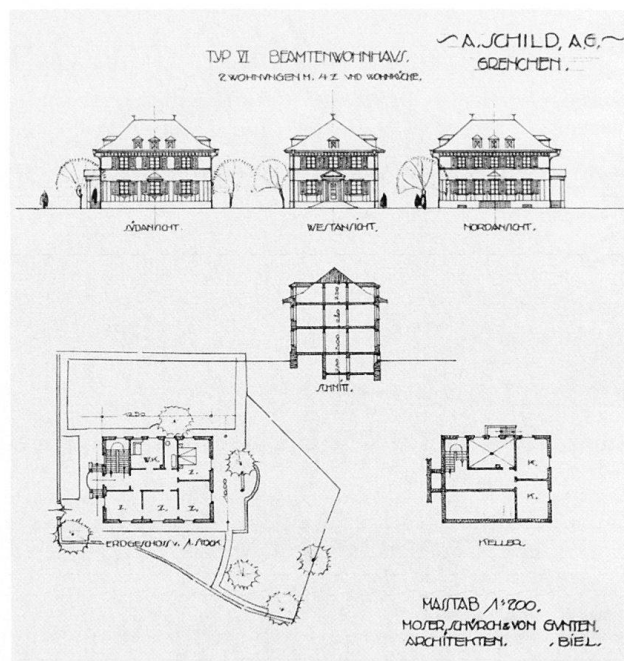 A. SCHILD, A.G.
GRENCHEN.
TYP VI BEAMTENWOHNHAUS.
2 WOHNUNGEN M. 4 Z UND WOHNKÜCHE.
SÜDANSICHT.
WESTANSICHT.
NORDANSICHT.
SCHNITT.
12.50
W.K.
Z.
Z. Z. Z.
ERDGESCHOSS V. 1. STOCK
K.
K.
KELLER
MASSTAB 1:200.
MOSER, SCHÜRCH & VON GUNTEN.
ARCHITEKTEN. BIEL.